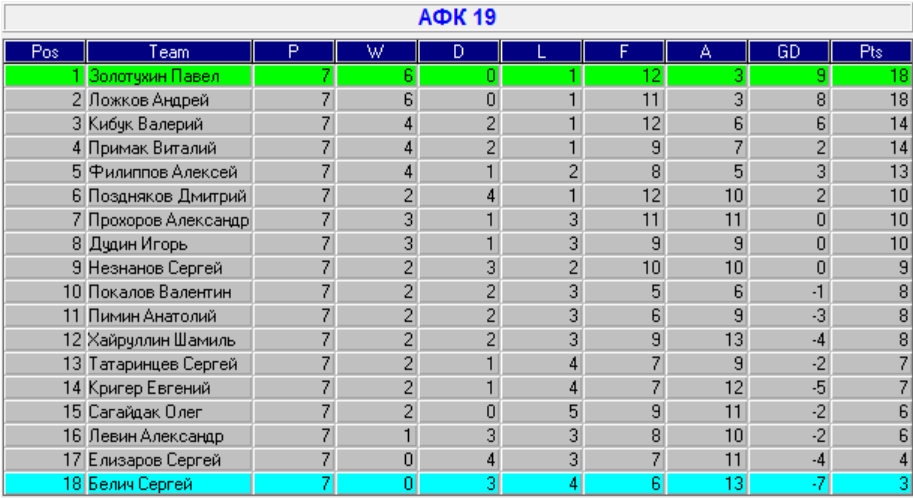 АФК 19
Pos Team P W D L F A GD Pts
1 Золотухин Павел 7 6 0 1 12 3 9 18
2 Ложков Андрей 7 6 0 1 11 3 8 18
3 Кибук Валерий 7 4 2 1 12 6 6 14
4 Примак Виталий 7 4 2 1 9 7 2 14
5 Филиппов Алексей 7 4 1 2 8 5 3 13
6 Поздняков Дмитрий 7 2 4 1 12 10 2 10
7 Прохоров Александр 7 3 1 3 11 11 0 10
8 Дудин Игорь 7 3 1 3 9 9 0 10
9 Незнанов Сергей 7 2 3 2 10 10 0 9
10 Покалов Валентин 7 2 2 3 5 6 -1 8
11 Пимин Анатолий 7 2 2 3 6 9 -3 8
12 Хайруллин Шамиль 7 2 2 3 9 13 -4 8
13 Татаринцев Сергей 7 2 1 4 7 9 -2 7
14 Кригер Евгений 7 2 1 4 7 12 -5 7
15 Сагайдак Олег 7 2 0 5 9 11 -2 6
16 Левин Александр 7 1 3 3 8 10 -2 6
17 Елизаров Сергей 7 0 4 3 7 11 -4 4
18 Белич Сергей 7 0 3 4 6 13 -7 3